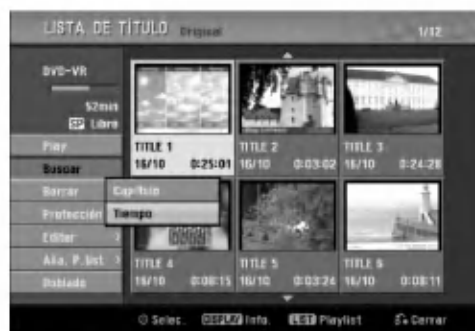 LISTA DE TÍTULO Original 1/12
DVD-VR
52min
SP Libre
Play
Buscar
Borrar
Protección
Editer
Aña. P.list
Doblado
Capítulo
Tiempo
TITLE 1
16/10 0:25:01
TITLE 2
16/10 0:03:02
TITLE 3
16/10 0:24:28
TITLE 4
16/10 0:08:15
TITLE 5
16/10 0:03:24
TITLE 6
16/10 0:08:11
Selec. DISPLAY Info. LIST Playlist Cerrar